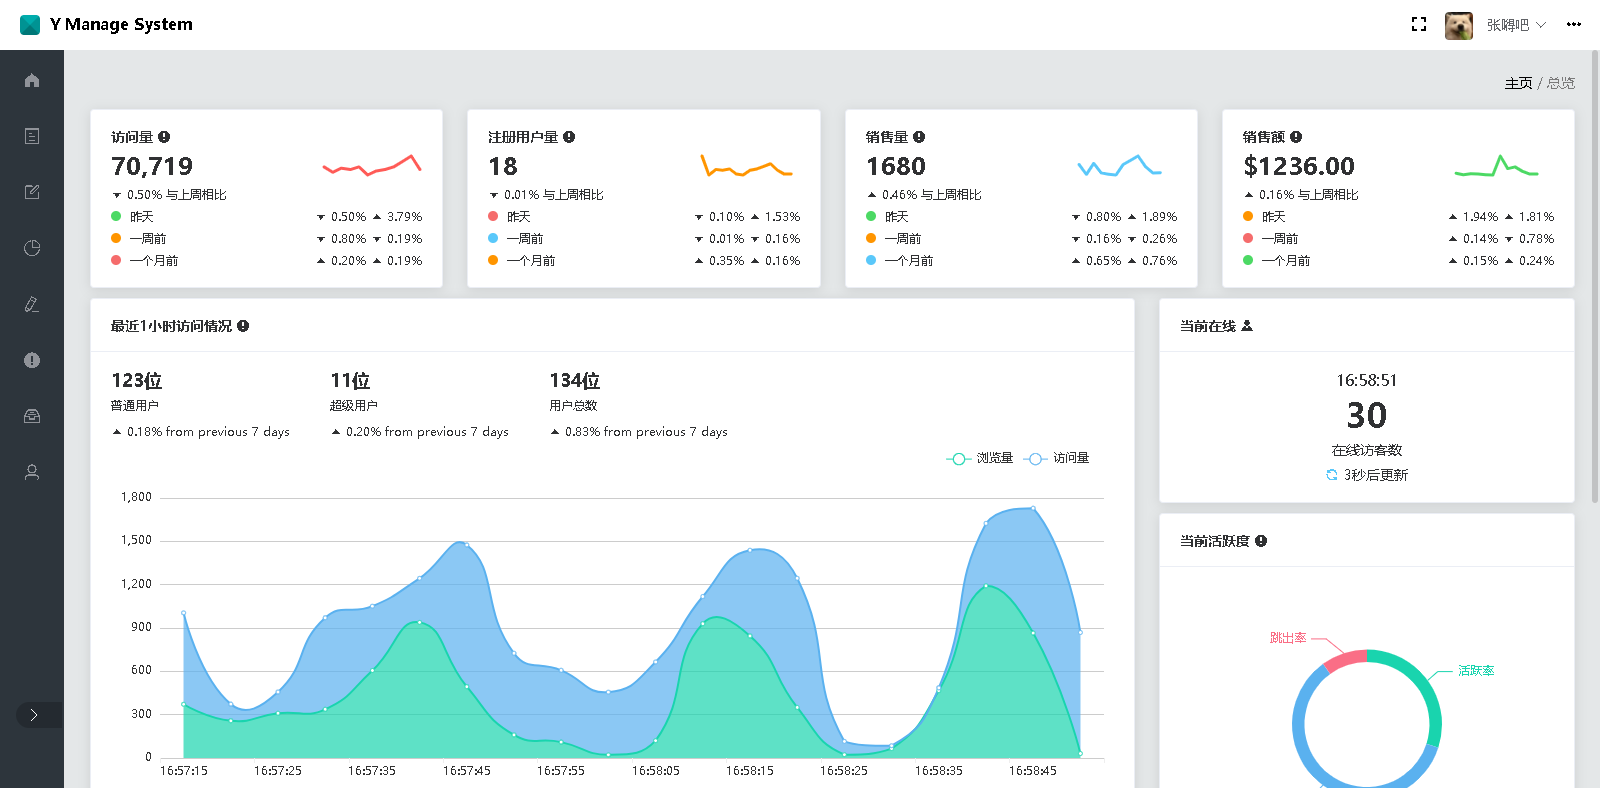 Y Manage System
张嘚吧
主页 / 总览
访问量
70,719
0.50% 与上周相比
昨天 0.50% 3.79%
一周前 0.80% 0.19%
一个月前 0.20% 0.19%
注册用户量
18
0.01% 与上周相比
昨天 0.10% 1.53%
一周前 0.01% 0.16%
一个月前 0.35% 0.16%
销售量
1680
0.46% 与上周相比
昨天 0.80% 1.89%
一周前 0.16% 0.26%
一个月前 0.65% 0.76%
销售额
$1236.00
0.16% 与上周相比
昨天 1.94% 1.81%
一周前 0.14% 0.78%
一个月前 0.15% 0.24%
最近1小时访问情况
123位
普通用户
0.18% from previous 7 days
11位
超级用户
0.20% from previous 7 days
134位
用户总数
0.83% from previous 7 days
浏览量 访问量
1,800
1,500
1,200
900
600
300
0
16:57:15 16:57:25 16:57:35 16:57:45 16:57:55 16:58:05 16:58:15 16:58:25 16:58:35 16:58:45
当前在线
16:58:51
30
在线访客数
3秒后更新
当前活跃度
跳出率
活跃率